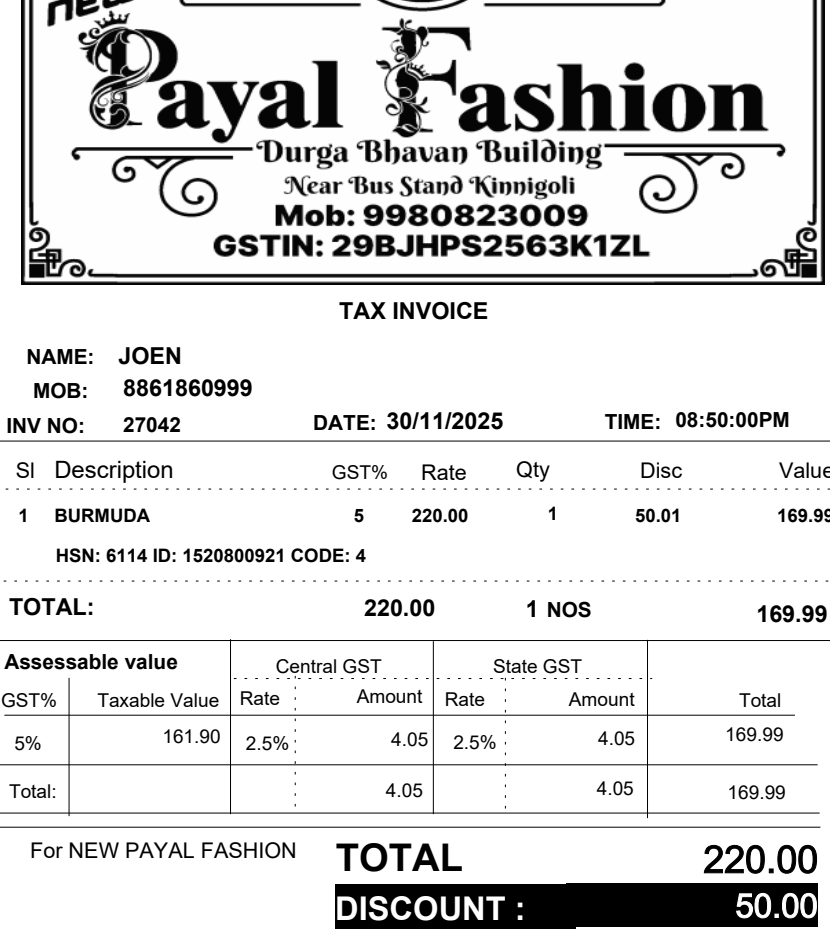 new
Payal Fashion
Durga Bhavan Building
Near Bus Stand Kinnigoli
Mob: 9980823009
GSTIN: 29BJHPS2563K1ZL
TAX INVOICE
NAME: JOEN
MOB: 8861860999
INV NO: 27042 DATE: 30/11/2025 TIME: 08:50:00PM
Sl Description GST% Rate Qty Disc Value
1 BURMUDA 5 220.00 1 50.01 169.99
HSN: 6114 ID: 1520800921 CODE: 4
TOTAL: 220.00 1 NOS 169.99
Assessable value Central GST State GST
GST% Taxable Value Rate Amount Rate Amount Total
5% 161.90 2.5% 4.05 2.5% 4.05 169.99
Total: 4.05 4.05 169.99
For NEW PAYAL FASHION TOTAL 220.00
DISCOUNT : 50.00